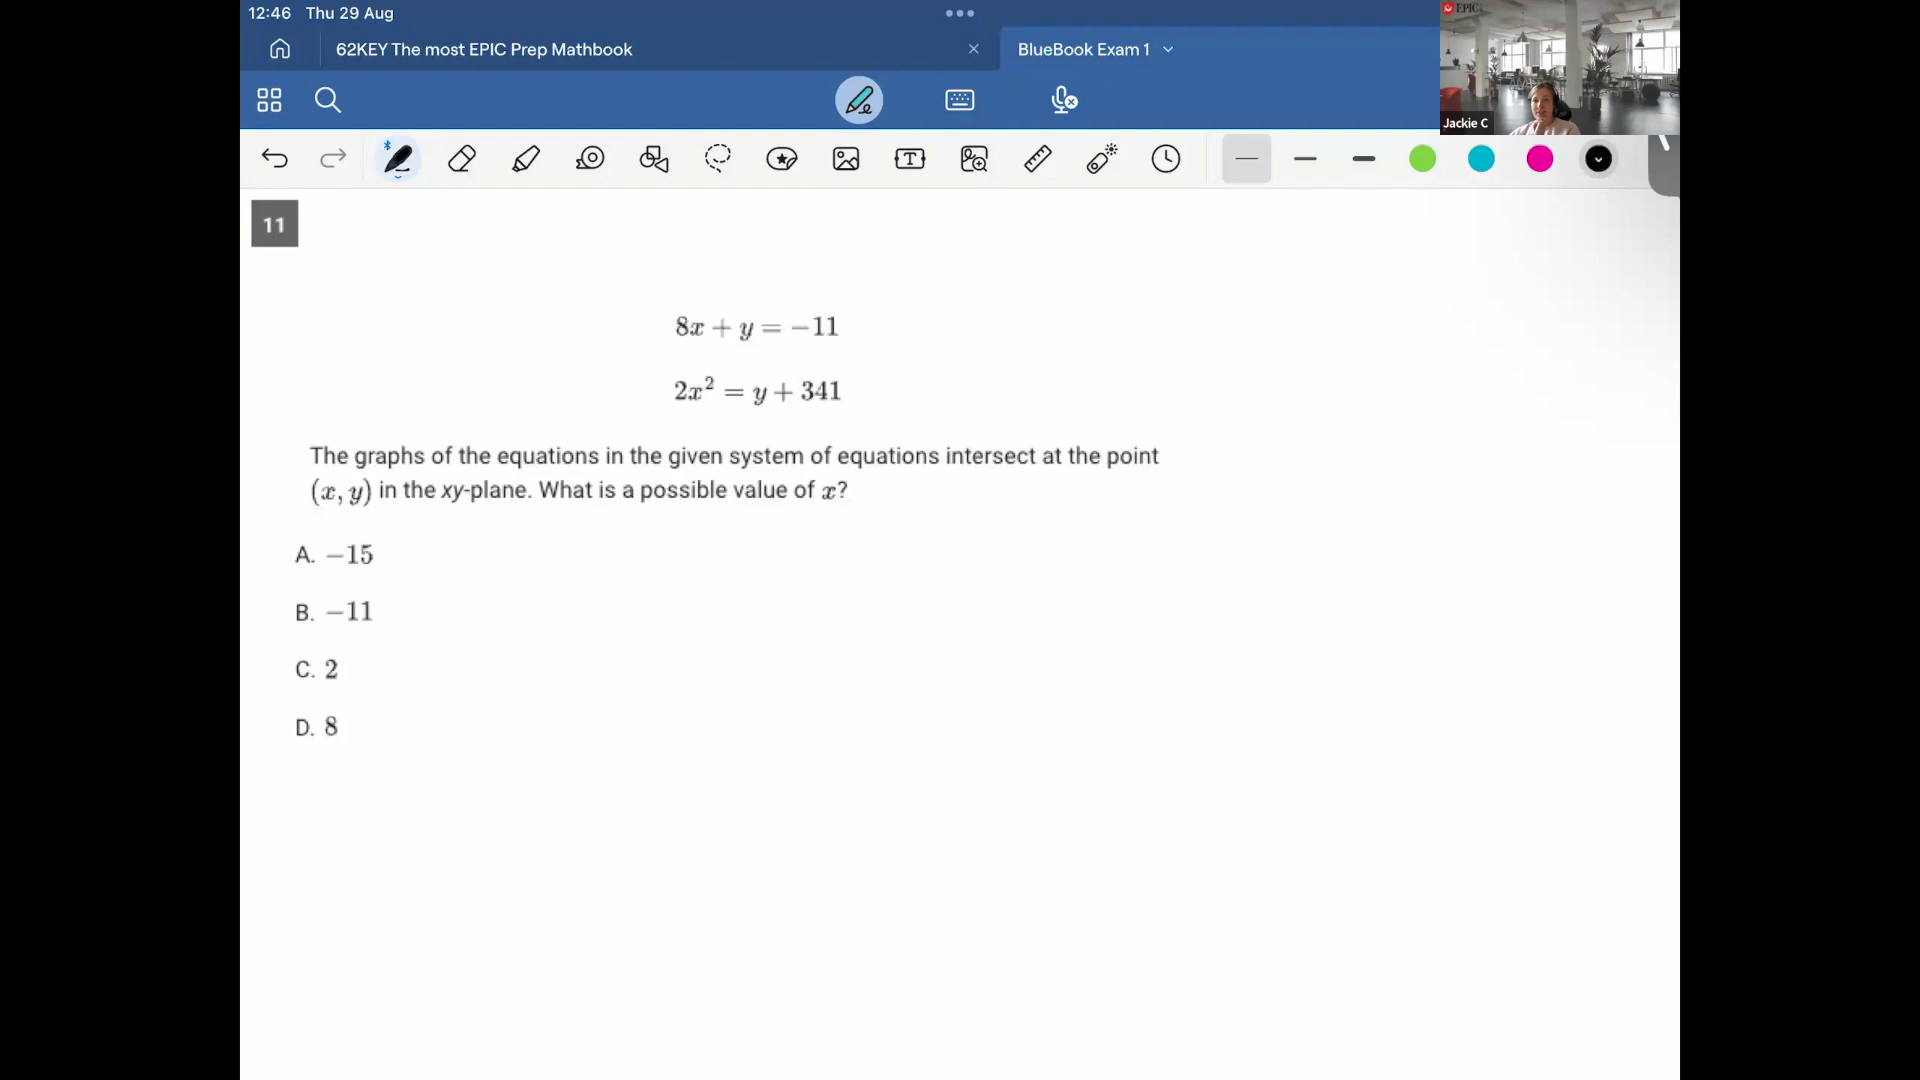 12:46 Thu 29 Aug
62KEY The most EPIC Prep Mathbook
BlueBook Exam 1
EPIC
Jackie C
11
8x + y = −11
2x² = y + 341
The graphs of the equations in the given system of equations intersect at the point
(x, y) in the xy-plane. What is a possible value of x?
A. −15
B. −11
C. 2
D. 8